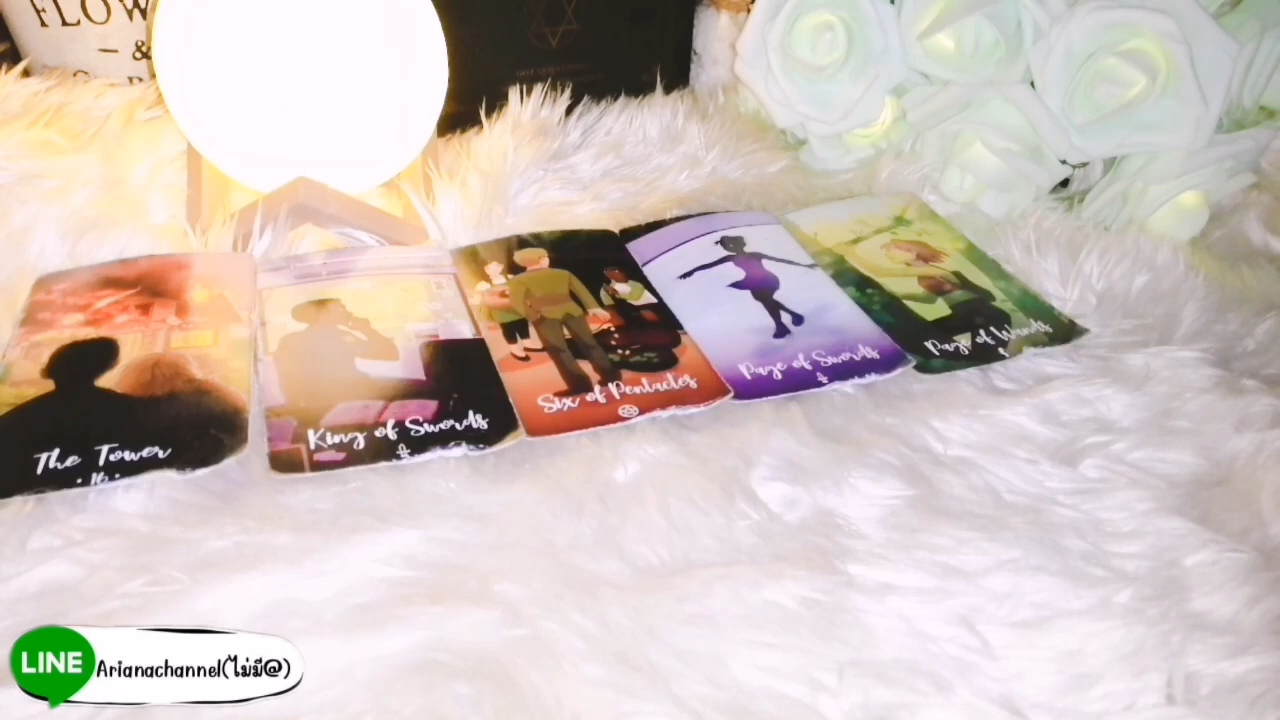 FLOW
&
The Tower
· 16 ·
King of Swords
Six of Pentacles
Page of Swords
Page of Wands
LINE Arianachannel(ไม่มี@)